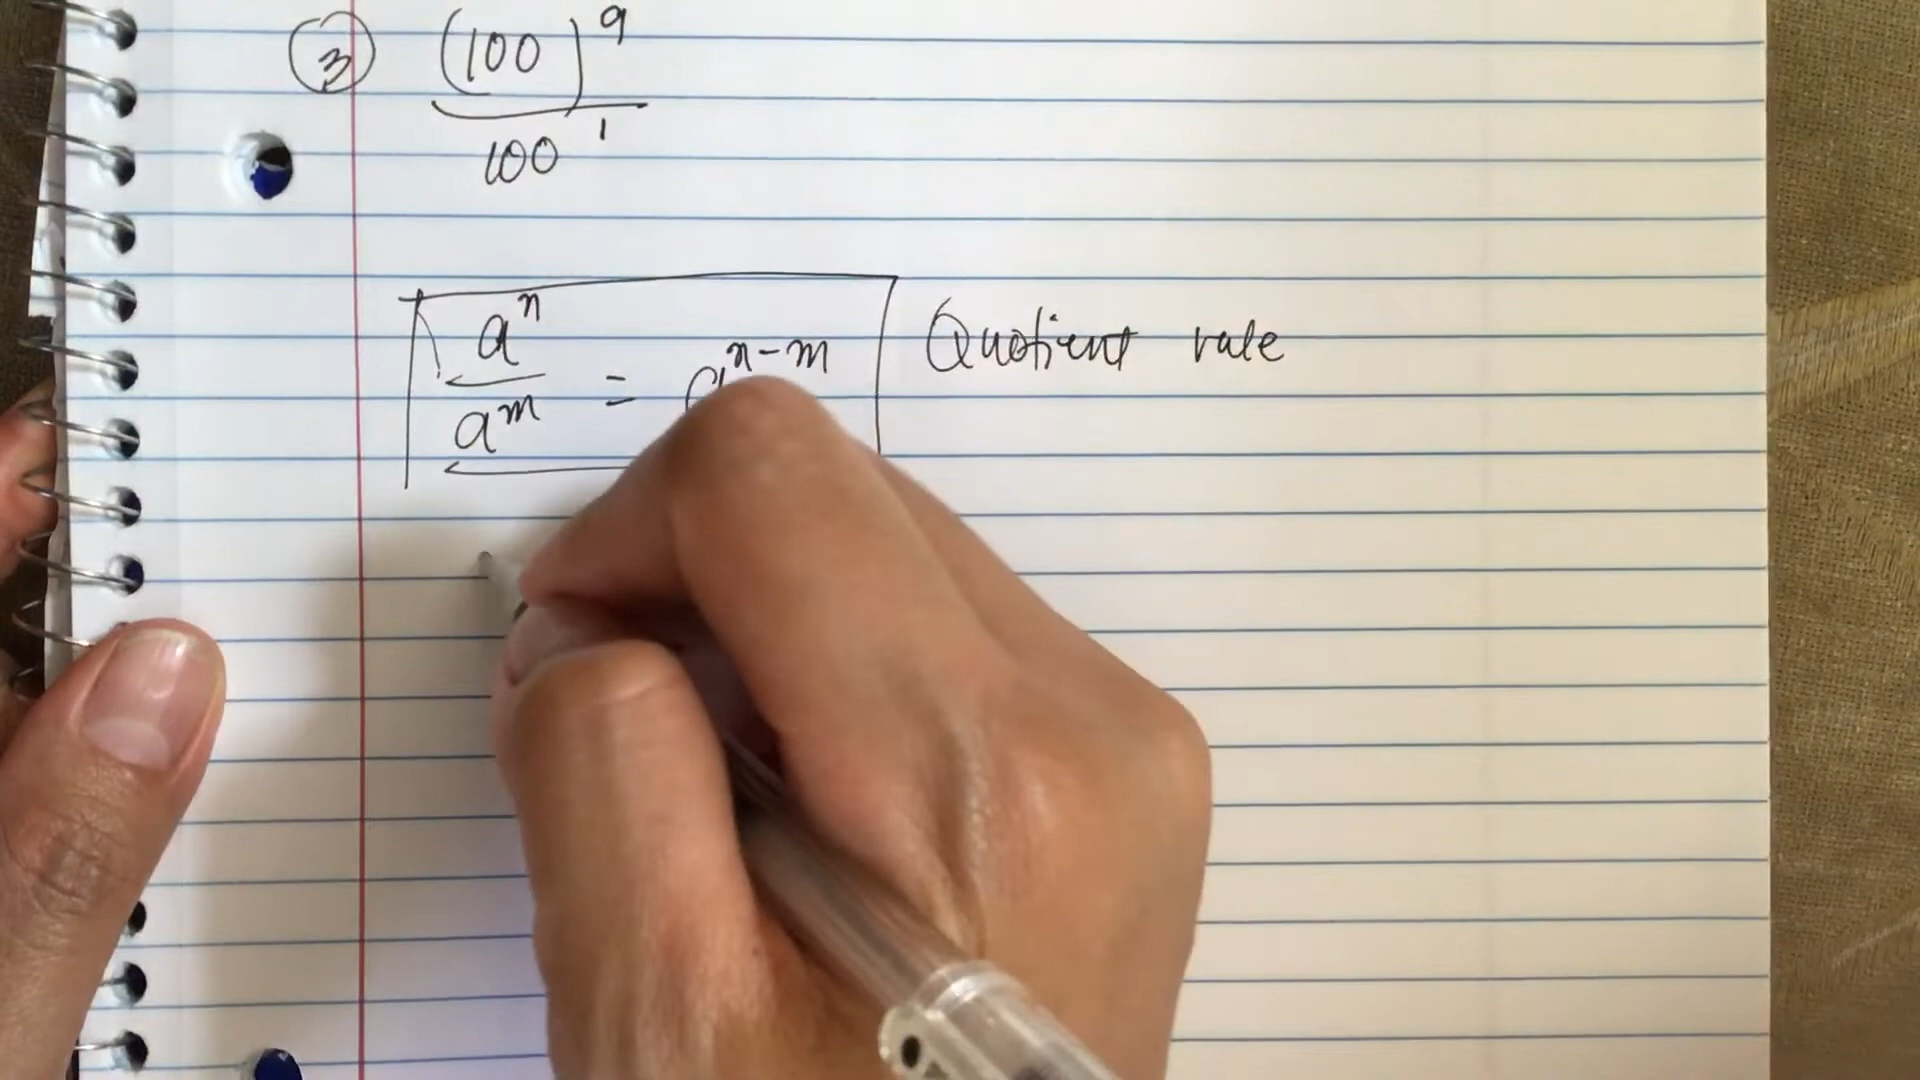 ③ (100)^9
100^1
a^n
a^m = a^n-m Quotient rule